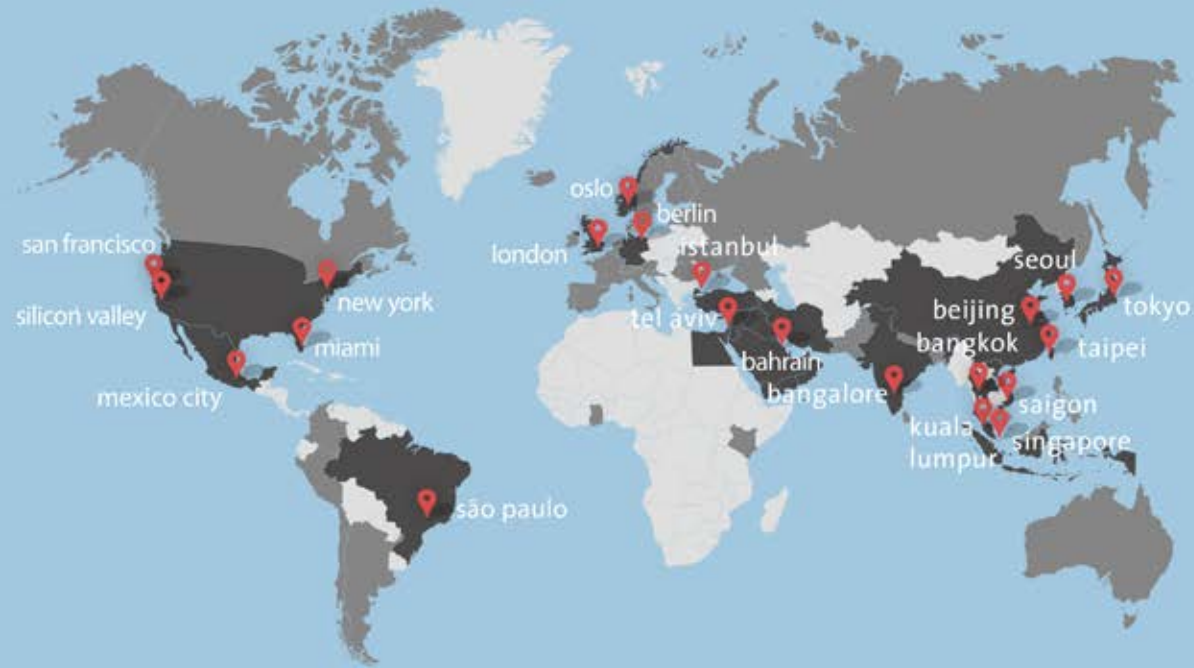 oslo
berlin
san francisco
london
istanbul
seoul
silicon valley
new york
tel aviv
beijing
tokyo
miami
bahrain
bangkok
taipei
mexico city
bangalore
saigon
kuala
lumpur
singapore
são paulo